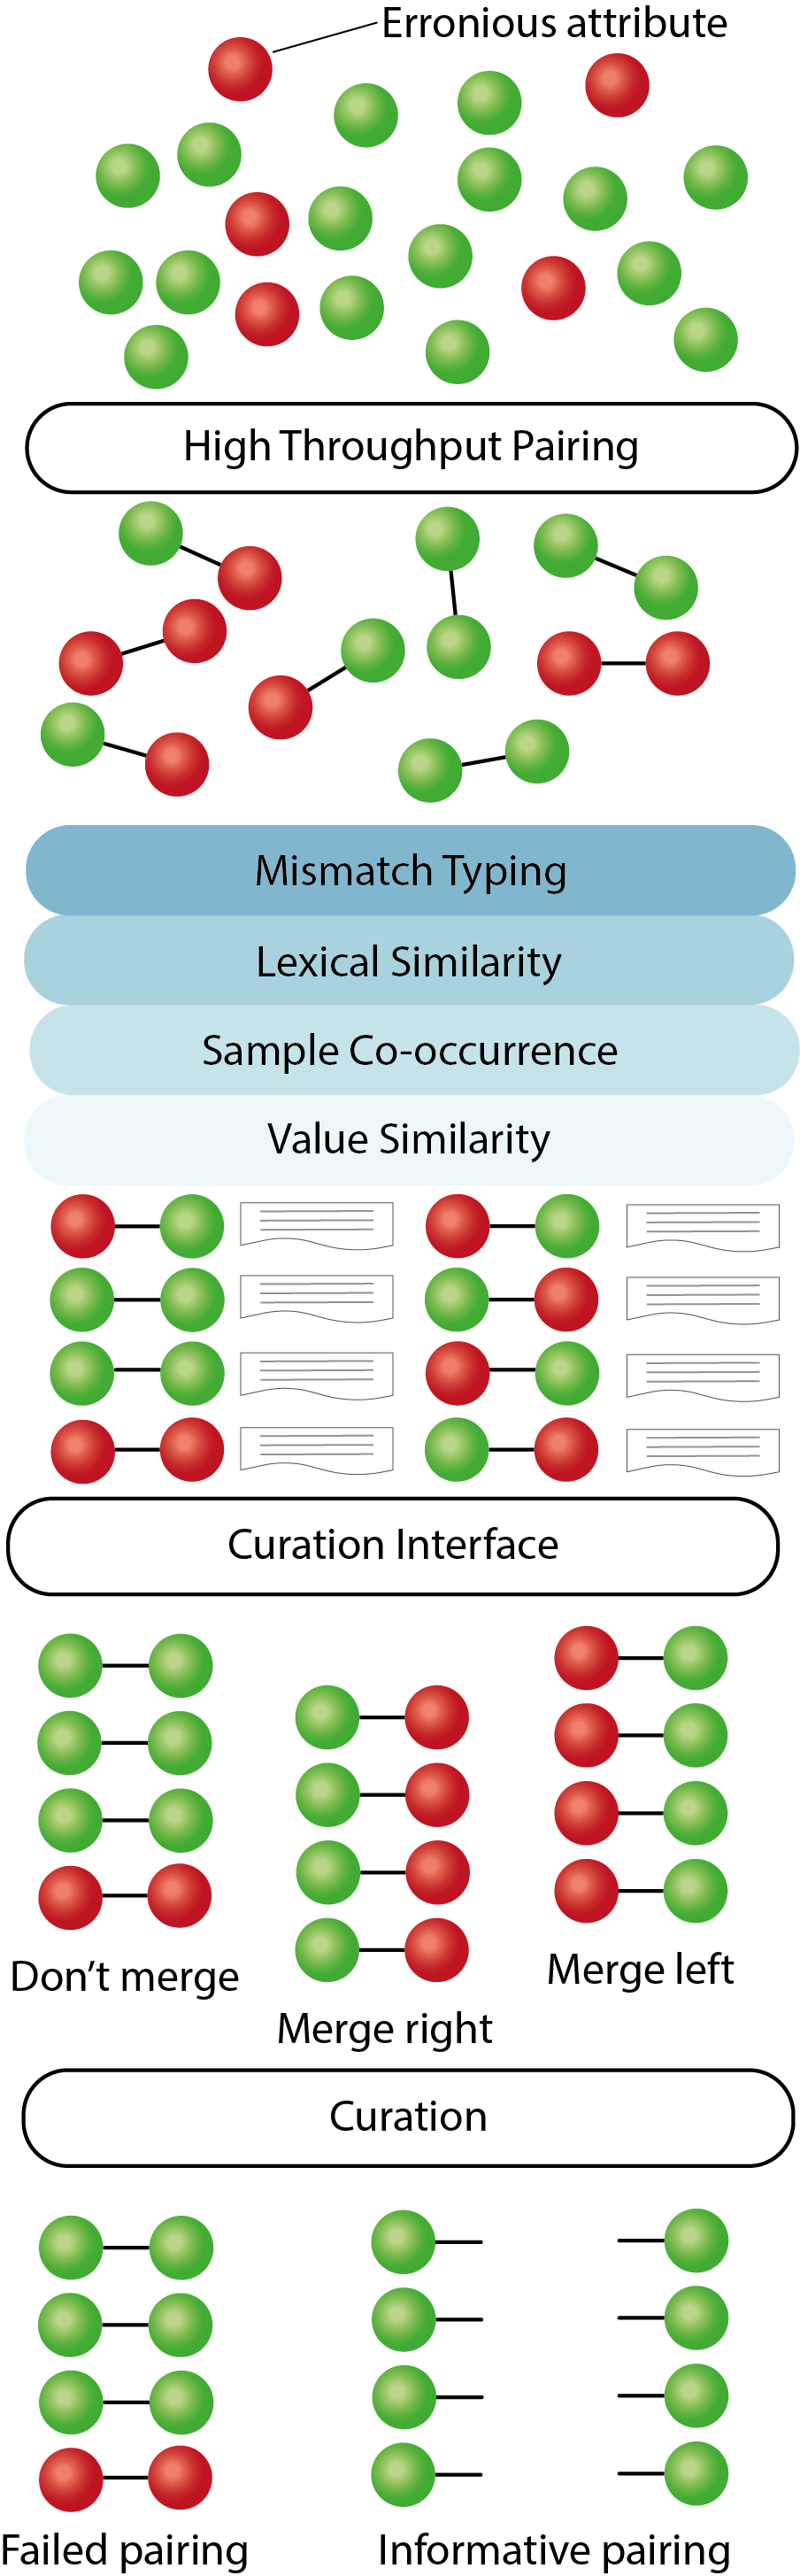 Erronious attribute
High Throughput Pairing
Mismatch Typing
Lexical Similarity
Sample Co-occurrence
Value Similarity
Curation Interface
Don't merge
Merge right
Merge left
Curation
Failed pairing
Informative pairing